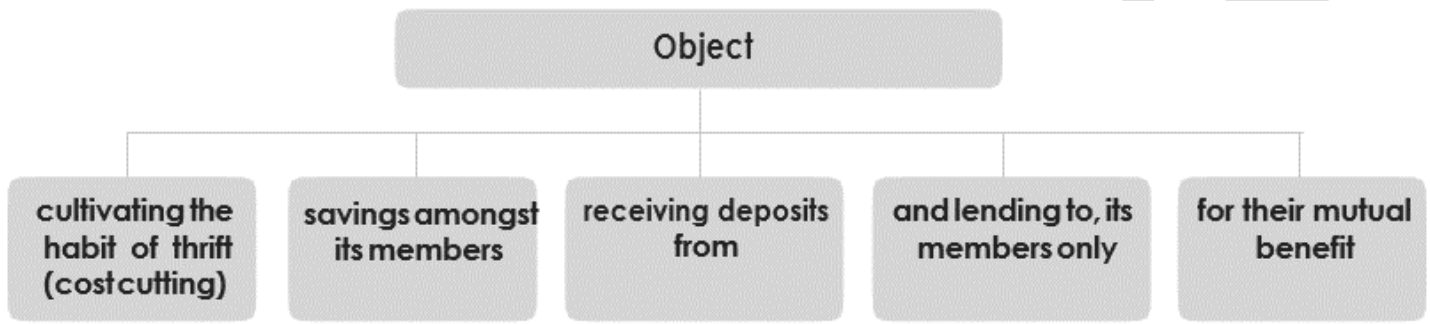 Object
cultivating the
habit of thrift
(cost cutting)
savings amongst
its members
receiving deposits
from
and lending to, its
members only
for their mutual
benefit